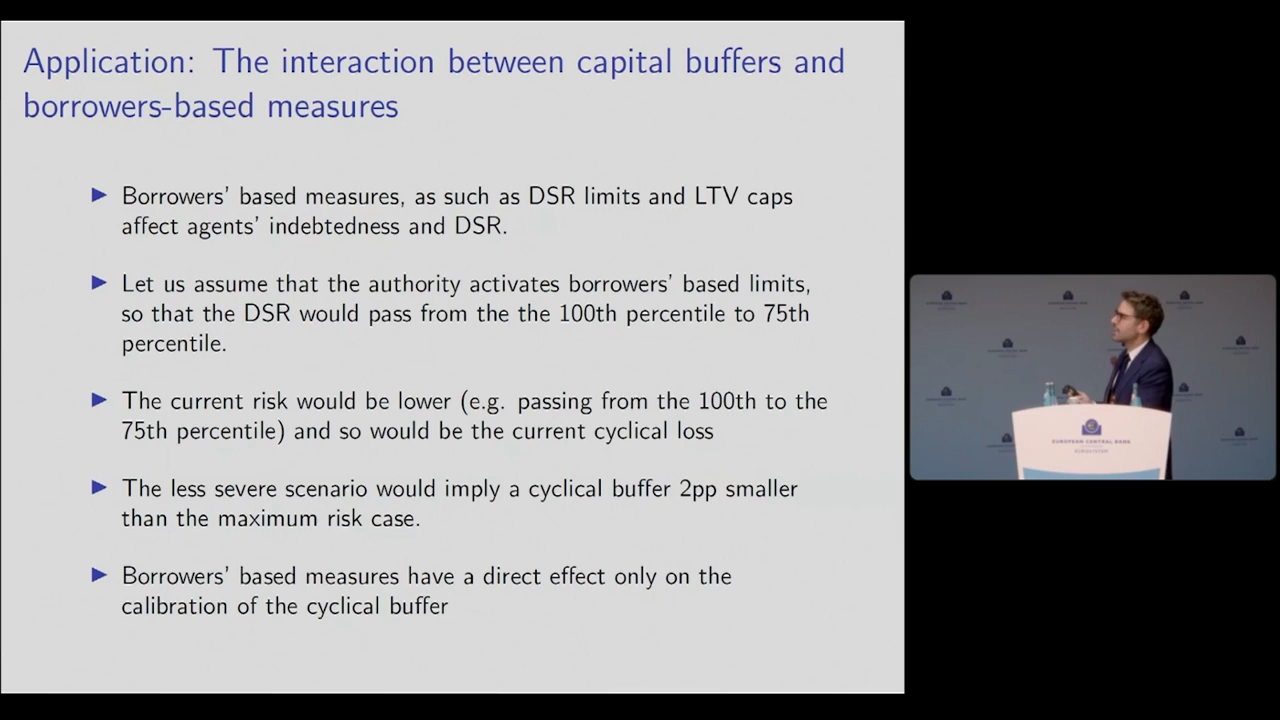 Application: The interaction between capital buffers and
borrowers-based measures
Borrowers' based measures, as such as DSR limits and LTV caps
affect agents' indebtedness and DSR.
Let us assume that the authority activates borrowers' based limits,
so that the DSR would pass from the the 100th percentile to 75th
percentile.
The current risk would be lower (e.g. passing from the 100th to the
75th percentile) and so would be the current cyclical loss
The less severe scenario would imply a cyclical buffer 2pp smaller
than the maximum risk case.
Borrowers' based measures have a direct effect only on the
calibration of the cyclical buffer
EUROPEAN CENTRAL BANK
EUROSYSTEM